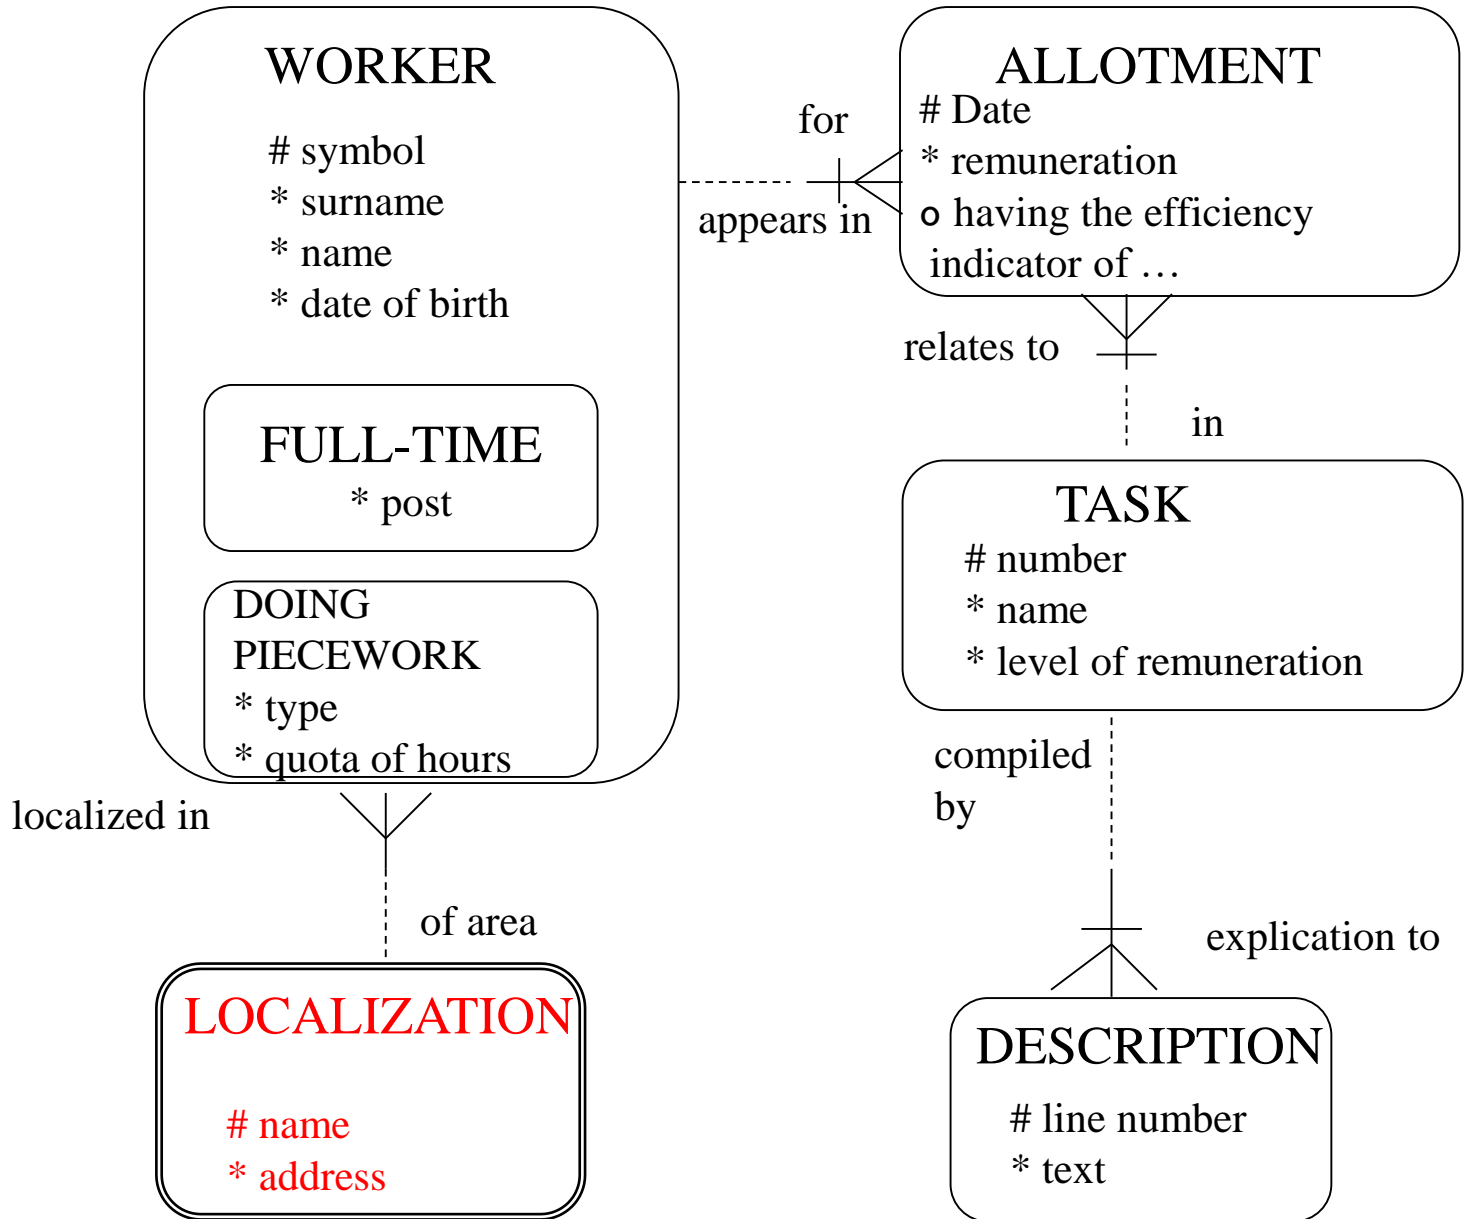 WORKER
# symbol
* surname
* name
* date of birth
FULL-TIME
* post
DOING
PIECEWORK
* type
* quota of hours
localized in
of area
LOCALIZATION
# name
* address
for
appears in
ALLOTMENT
# Date
* remuneration
o having the efficiency
indicator of …
relates to
in
TASK
# number
* name
* level of remuneration
compiled
by
explication to
DESCRIPTION
# line number
* text